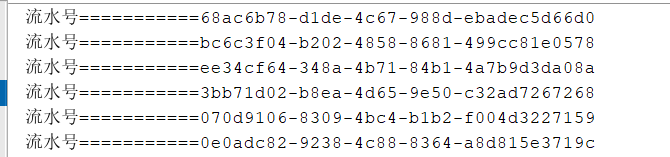 流水号===========68ac6b78-d1de-4c67-988d-ebadec5d66d0
流水号===========bc6c3f04-b202-4858-8681-499cc81e0578
流水号===========ee34cf64-348a-4b71-84b1-4a7b9d3da08a
流水号===========3bb71d02-b8ea-4d65-9e50-c32ad7267268
流水号===========070d9106-8309-4bc4-b1b2-f004d3227159
流水号===========0e0adc82-9238-4c88-8364-a8d815e3719c